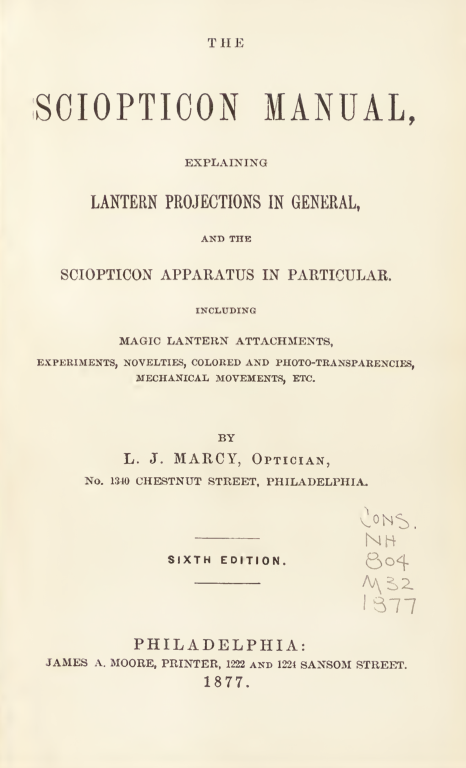 THE
SCIOPTICON MANUAL,
EXPLAINING
LANTERN PROJECTIONS IN GENERAL,
AND THE
SCIOPTICON APPARATUS IN PARTICULAR.
INCLUDING
MAGIC LANTERN ATTACHMENTS,
EXPERIMENTS, NOVELTIES, COLORED AND PHOTO-TRANSPARENCIES,
MECHANICAL MOVEMENTS, ETC.
BY
L. J. MARCY, OPTICIAN,
No. 1340 CHESTNUT STREET, PHILADELPHIA.
CONS.
NH
804
M32
1877
SIXTH EDITION.
PHILADELPHIA:
JAMES A. MOORE, PRINTER, 1222 AND 1224 SANSOM STREET.
1877.